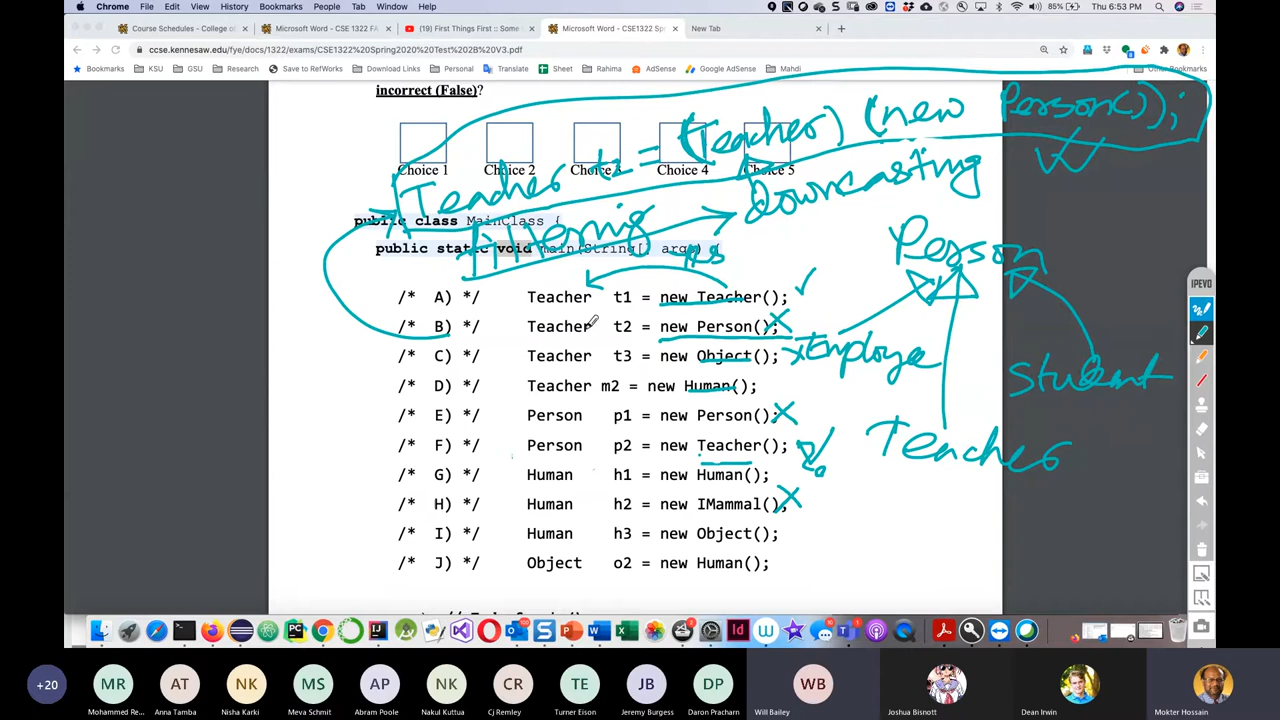 Chrome File Edit View History Bookmarks People Tab Window Help
85% Thu 6:53 PM
Course Schedules - College of
Microsoft Word - CSE 1322 FA
(19) First Things First :: Some
Microsoft Word - CSE1322 Spr
New Tab
ccse.kennesaw.edu/fye/docs/1322/exams/CSE1322%20Spring2020%20Test%202B%20V3.pdf
Bookmarks KSU GSU Research Save to RefWorks Download Links Personal Translate Sheet Rahima AdSense Google AdSense Mahdi Other Bookmarks
incorrect (False)?
Teacher t2 = (Teacher) (new Person());
Choice 1 Choice 2 Choice 3 Choice 4 Choice 5
downcasting
public class MainClass {
public static void main(String[] args) {
Person
/* A) */ Teacher t1 = new Teacher();
/* B) */ Teacher t2 = new Person();
/* C) */ Teacher t3 = new Object();
Employee
Student
/* D) */ Teacher m2 = new Human();
/* E) */ Person p1 = new Person();
/* F) */ Person p2 = new Teacher();
Teacher
/* G) */ Human h1 = new Human();
/* H) */ Human h2 = new IMammal();
/* I) */ Human h3 = new Object();
/* J) */ Object o2 = new Human();
IPEVO
+20 MR AT NK MS AP NK CR TE JB DP WB
Mohammed Re... Anna Tamba Nisha Karki Meva Schmit Abram Poole Nakul Kuttua Cj Remley Turner Eison Jeremy Burgess Daron Pracharn Will Bailey Joshua Bisnott Dean Irwin Mokter Hossain